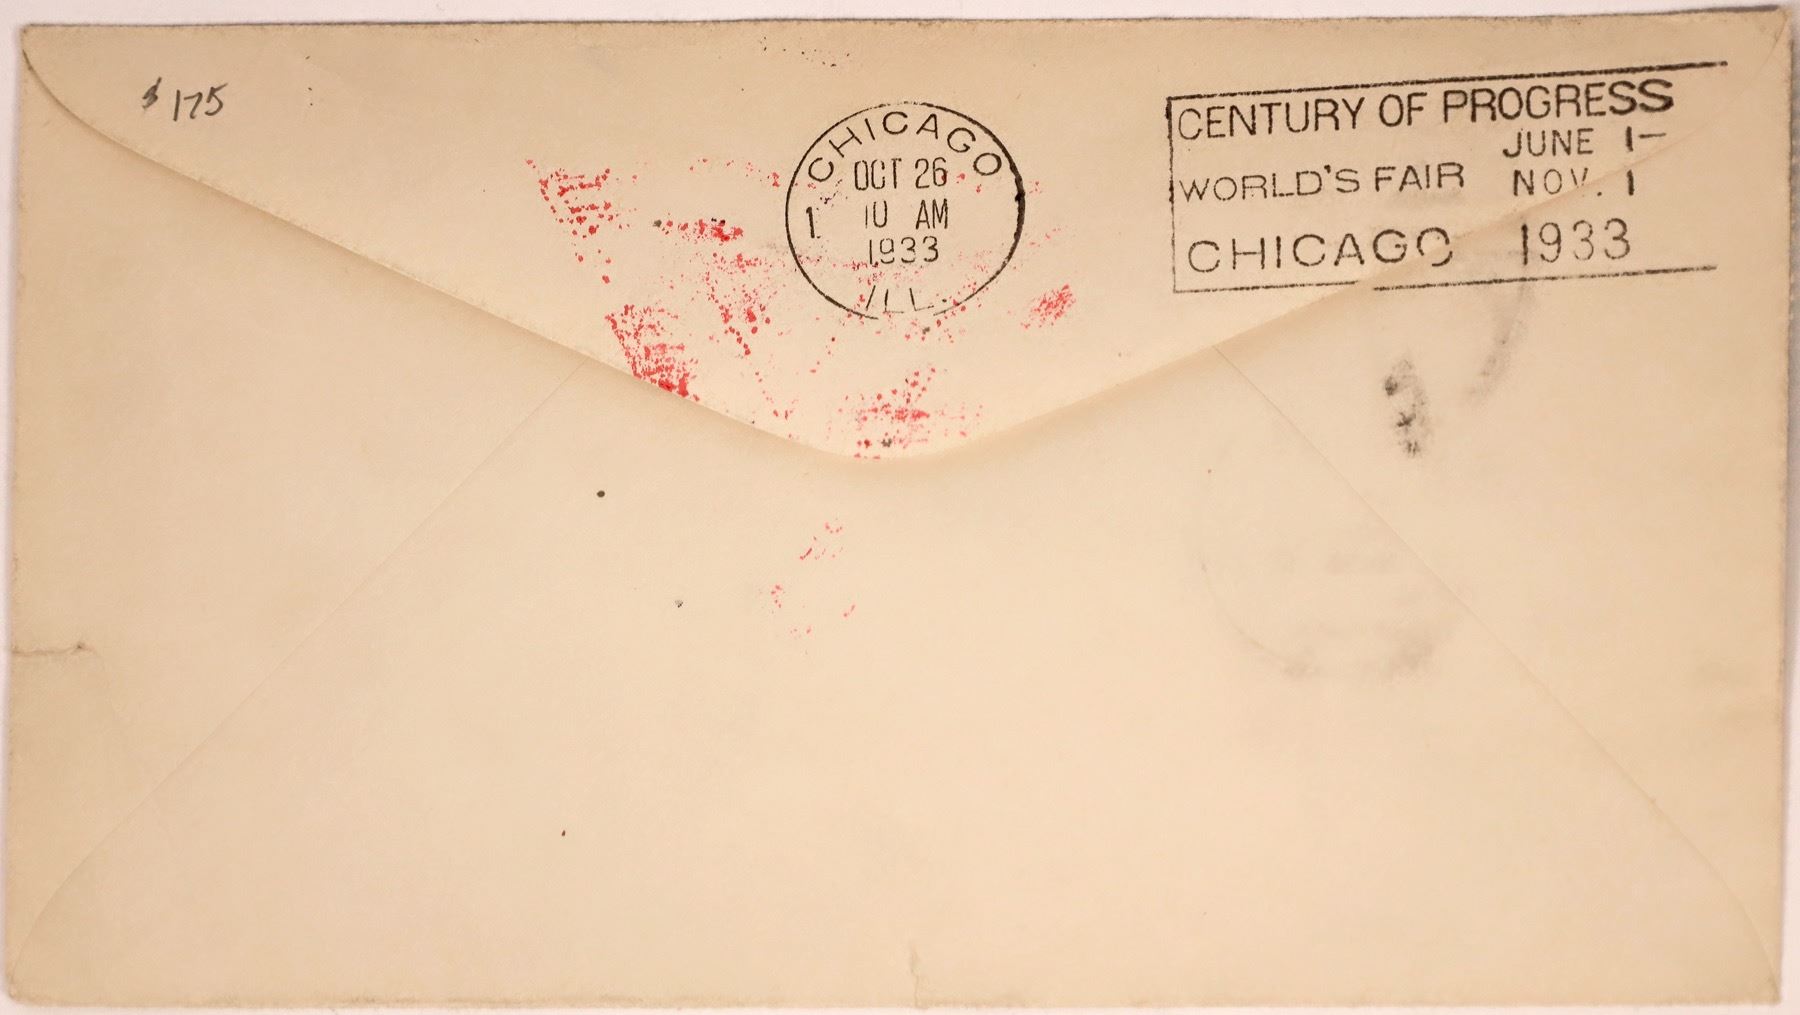 $ 175
CHICAGO
OCT 26
1 10 AM
1933
ILL.
CENTURY OF PROGRESS
JUNE 1-
WORLD'S FAIR NOV. 1
CHICAGO 1933